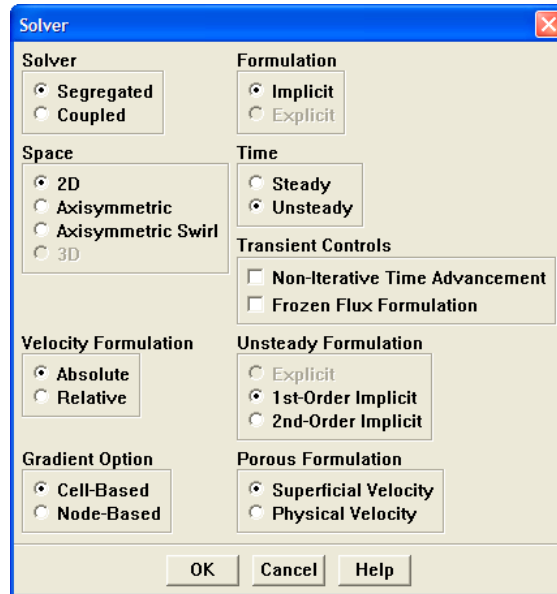 Solver
Solver
Segregated
Coupled
Formulation
Implicit
Explicit
Space
2D
Axisymmetric
Axisymmetric Swirl
3D
Time
Steady
Unsteady
Transient Controls
Non-Iterative Time Advancement
Frozen Flux Formulation
Velocity Formulation
Absolute
Relative
Unsteady Formulation
Explicit
1st-Order Implicit
2nd-Order Implicit
Gradient Option
Cell-Based
Node-Based
Porous Formulation
Superficial Velocity
Physical Velocity
OK
Cancel
Help